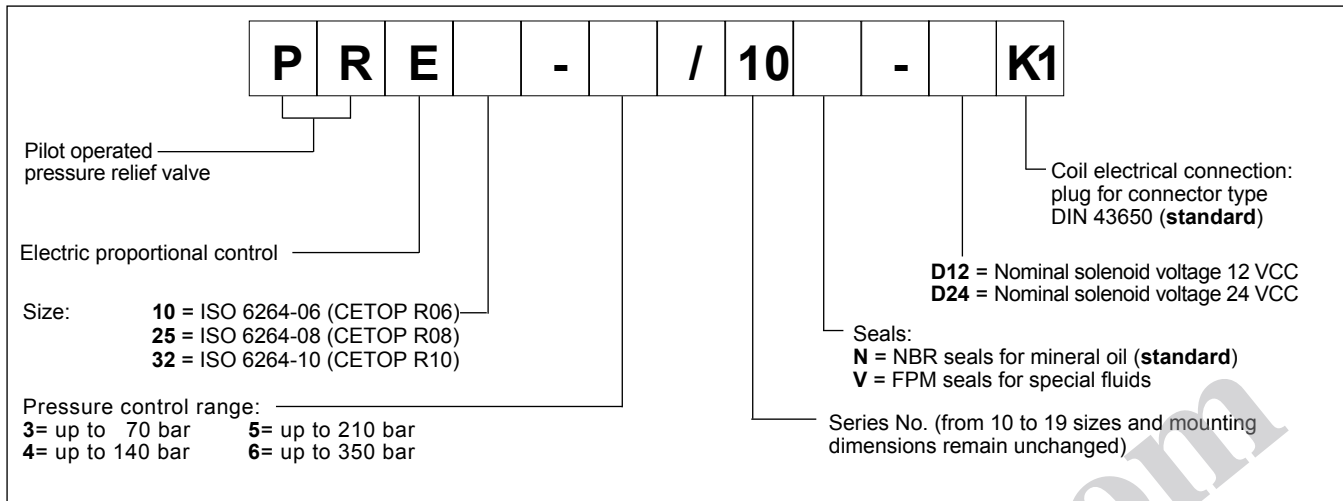 P R E - / 10 - K1
Pilot operated
pressure relief valve
Coil electrical connection:
plug for connector type
DIN 43650 (standard)
Electric proportional control
D12 = Nominal solenoid voltage 12 VCC
D24 = Nominal solenoid voltage 24 VCC
Size: 10 = ISO 6264-06 (CETOP R06)
25 = ISO 6264-08 (CETOP R08)
32 = ISO 6264-10 (CETOP R10)
Seals:
N = NBR seals for mineral oil (standard)
V = FPM seals for special fluids
Pressure control range:
3= up to 70 bar 5= up to 210 bar
4= up to 140 bar 6= up to 350 bar
Series No. (from 10 to 19 sizes and mounting
dimensions remain unchanged)
om